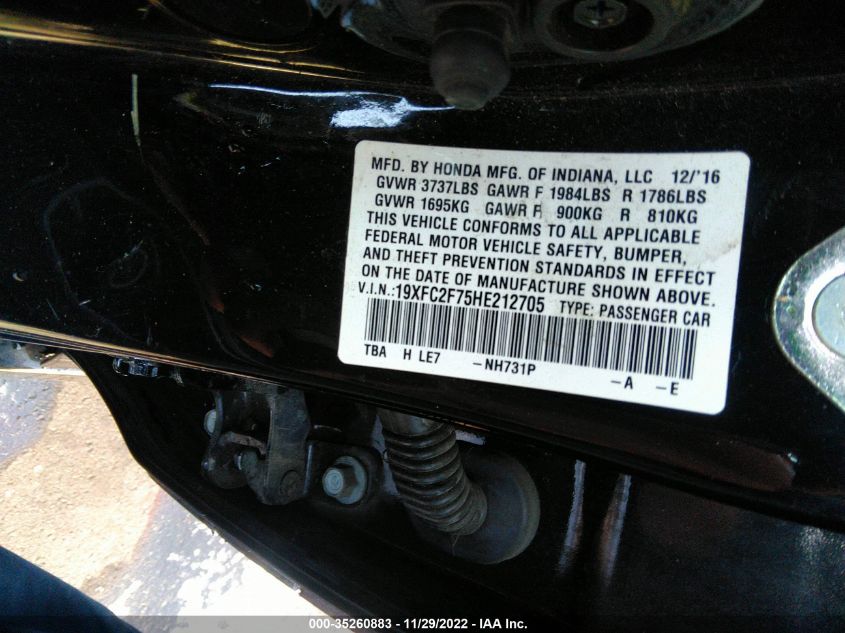 MFD. BY HONDA MFG. OF INDIANA, LLC 12/'16
GVWR 3737LBS GAWR F 1984LBS R 1786LBS
GVWR 1695KG GAWR F 900KG R 810KG
THIS VEHICLE CONFORMS TO ALL APPLICABLE
FEDERAL MOTOR VEHICLE SAFETY, BUMPER,
AND THEFT PREVENTION STANDARDS IN EFFECT
ON THE DATE OF MANUFACTURE SHOWN ABOVE.
V.I.N.:19XFC2F75HE212705 TYPE: PASSENGER CAR
TBA H LE7 -NH731P -A -E
000-35260883 - 11/29/2022 - IAA Inc.